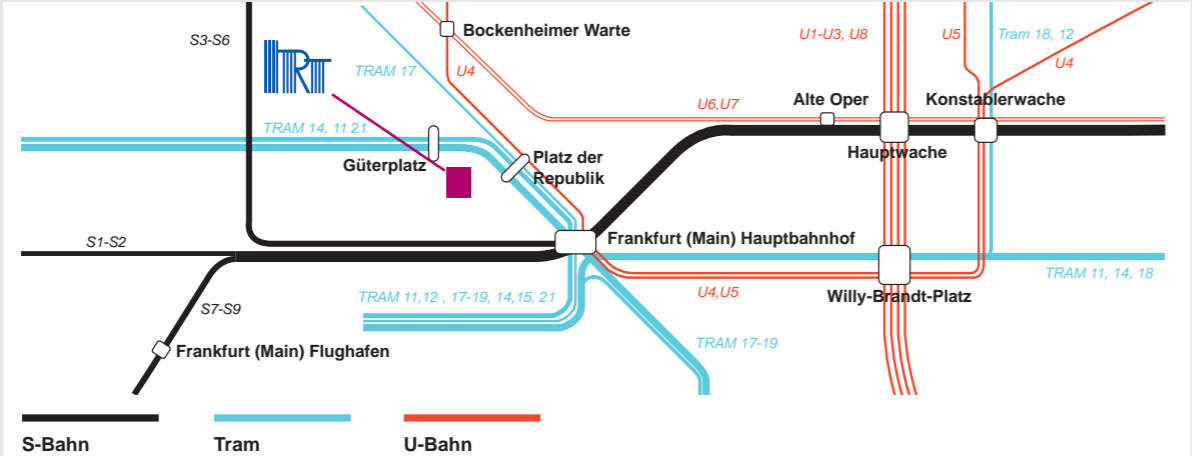 S3-S6
Bockenheimer Warte
U1-U3, U8
U5
Tram 18, 12
U4
TRAM 17
U4
U6,U7
Alte Oper
Konstablerwache
TRAM 14, 11 21
Güterplatz
Platz der
Republik
Hauptwache
S1-S2
Frankfurt (Main) Hauptbahnhof
TRAM 11, 14, 18
TRAM 11,12 , 17-19, 14,15, 21
U4,U5
Willy-Brandt-Platz
S7-S9
TRAM 17-19
Frankfurt (Main) Flughafen
S-Bahn
Tram
U-Bahn